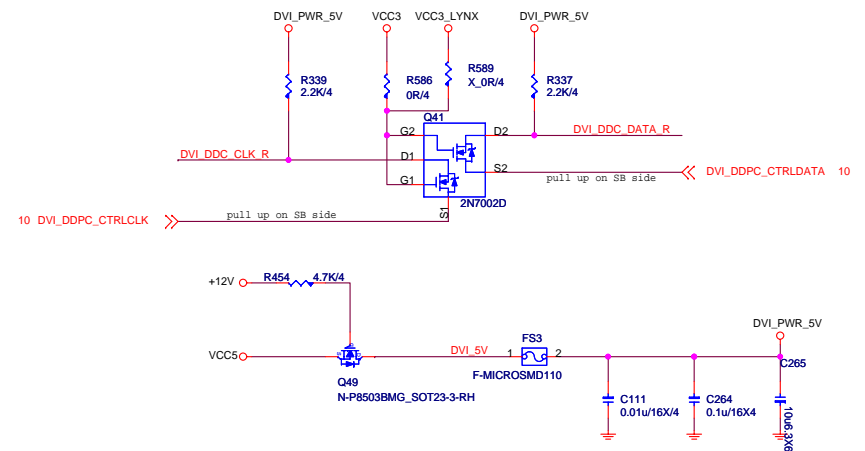 DVI_PWR_5V VCC3 VCC3_LYNX DVI_PWR_5V
R339
2.2K/4
R586
0R/4
R589
X_0R/4
R337
2.2K/4
Q41
G2 D2 DVI_DDC_DATA_R
DVI_DDC_CLK_R D1
S2 DVI_DDPC_CTRLDATA 10
pull up on SB side
G1
2N7002D
S1
10 DVI_DDPC_CTRLCLK pull up on SB side
+12V R454 4.7K/4
DVI_PWR_5V
FS3
VCC5 DVI_5V 1 2
C265
F-MICROSMD110
Q49
N-P8503BMG_SOT23-3-RH
C111
0.01u/16X/4
C264
0.1u/16X4
10u6.3X6